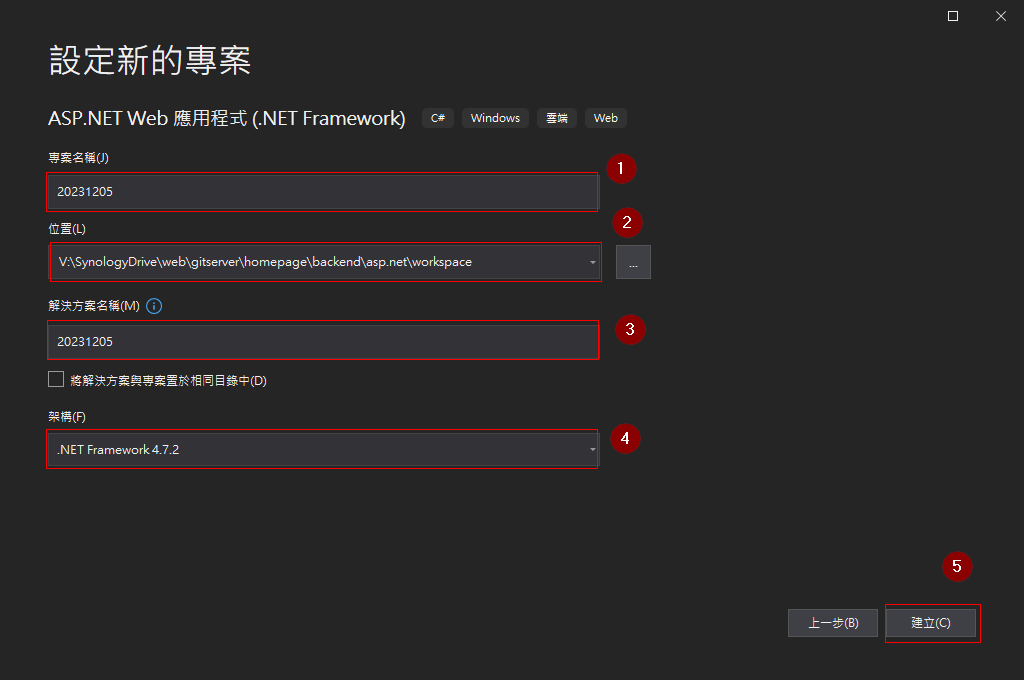 設定新的專案
ASP.NET Web 應用程式 (.NET Framework) C# Windows 雲端 Web
專案名稱(J)
1
20231205
位置(L)
2
V:\SynologyDrive\web\gitserver\homepage\backend\asp.net\workspace ...
解決方案名稱(M)
3
20231205
將解決方案與專案置於相同目錄中(D)
架構(F)
4
.NET Framework 4.7.2
5
上一步(B) 建立(C)